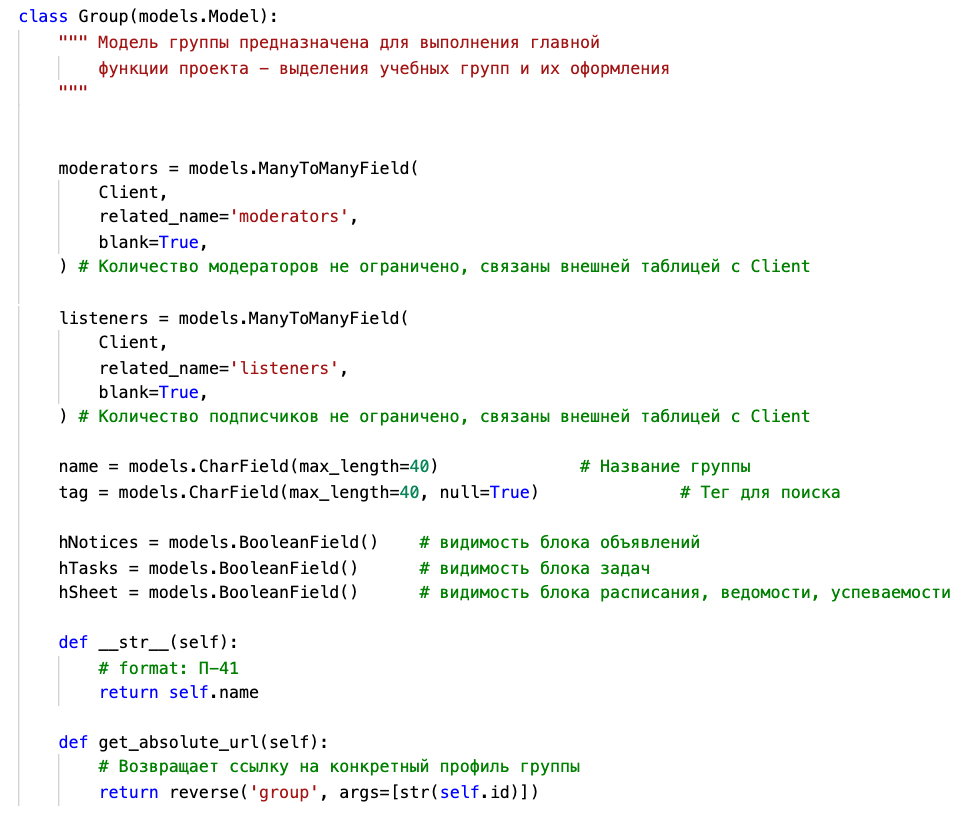 class Group(models.Model):
    """ Модель группы предназначена для выполнения главной
        функции проекта – выделения учебных групп и их оформления
    """
    moderators = models.ManyToManyField(
        Client,
        related_name='moderators',
        blank=True,
    ) # Количество модераторов не ограничено, связаны внешней таблицей с Client
    listeners = models.ManyToManyField(
        Client,
        related_name='listeners',
        blank=True,
    ) # Количество подписчиков не ограничено, связаны внешней таблицей с Client
    name = models.CharField(max_length=40)              # Название группы
    tag = models.CharField(max_length=40, null=True)              # Тег для поиска
    hNotices = models.BooleanField()    # видимость блока объявлений
    hTasks = models.BooleanField()      # видимость блока задач
    hSheet = models.BooleanField()      # видимость блока расписания, ведомости, успеваемости
    def __str__(self):
        # format: П-41
        return self.name
    def get_absolute_url(self):
        # Возвращает ссылку на конкретный профиль группы
        return reverse('group', args=[str(self.id)])